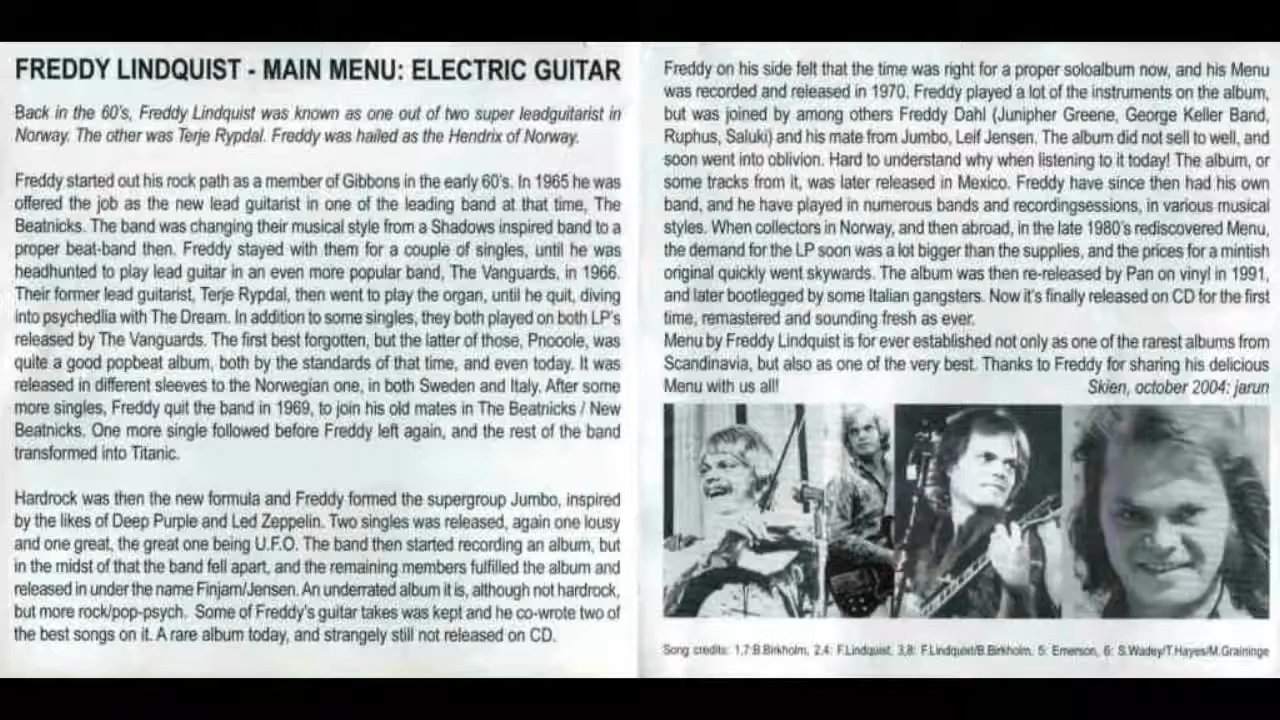 FREDDY LINDQUIST - MAIN MENU: ELECTRIC GUITAR
Back in the 60's, Freddy Lindquist was known as one out of two super leadguitarist in
Norway. The other was Terje Rypdal. Freddy was hailed as the Hendrix of Norway.
Freddy started out his rock path as a member of Gibbons in the early 60's. In 1965 he was
offered the job as the new lead guitarist in one of the leading band at that time, The
Beatnicks. The band was changing their musical style from a Shadows inspired band to a
proper beat-band then. Freddy stayed with them for a couple of singles, until he was
headhunted to play lead guitar in an even more popular band, The Vanguards, in 1966.
Their former lead guitarist, Terje Rypdal, then went to play the organ, until he quit, diving
into psychedlia with The Dream. In addition to some singles, they both played on both LP's
released by The Vanguards. The first best forgotten, but the latter of those, Pnooole, was
quite a good popbeat album, both by the standards of that time, and even today. It was
released in different sleeves to the Norwegian one, in both Sweden and Italy. After some
more singles, Freddy quit the band in 1969, to join his old mates in The Beatnicks / New
Beatnicks. One more single followed before Freddy left again, and the rest of the band
transformed into Titanic.
Hardrock was then the new formula and Freddy formed the supergroup Jumbo, inspired
by the likes of Deep Purple and Led Zeppelin. Two singles was released, again one lousy
and one great, the great one being U.F.O. The band then started recording an album, but
in the midst of that the band fell apart, and the remaining members fulfilled the album and
released in under the name Finjarn/Jensen. An underrated album it is, although not hardrock,
but more rock/pop-psych. Some of Freddy's guitar takes was kept and he co-wrote two of
the best songs on it. A rare album today, and strangely still not released on CD.
Freddy on his side felt that the time was right for a proper soloalbum now, and his Menu
was recorded and released in 1970. Freddy played a lot of the instruments on the album,
but was joined by among others Freddy Dahl (Junipher Greene, George Keller Band,
Ruphus, Saluki) and his mate from Jumbo, Leif Jensen. The album did not sell to well, and
soon went into oblivion. Hard to understand why when listening to it today! The album, or
some tracks from it, was later released in Mexico. Freddy have since then had his own
band, and he have played in numerous bands and recordingsessions, in various musical
styles. When collectors in Norway, and then abroad, in the late 1980's rediscovered Menu,
the demand for the LP soon was a lot bigger than the supplies, and the prices for a mintish
original quickly went skywards. The album was then re-released by Pan on vinyl in 1991,
and later bootlegged by some Italian gangsters. Now it's finally released on CD for the first
time, remastered and sounding fresh as ever.
Menu by Freddy Lindquist is for ever established not only as one of the rarest albums from
Scandinavia, but also as one of the very best. Thanks to Freddy for sharing his delicious
Menu with us all! Skien, october 2004: jarun
Song credits: 1,7:B.Birkholm, 2,4: F.Lindquist, 3,8: F.Lindquist/B.Birkholm, 5: Emerson, 6: S.Wadey/T.Hayes/M.Graininge